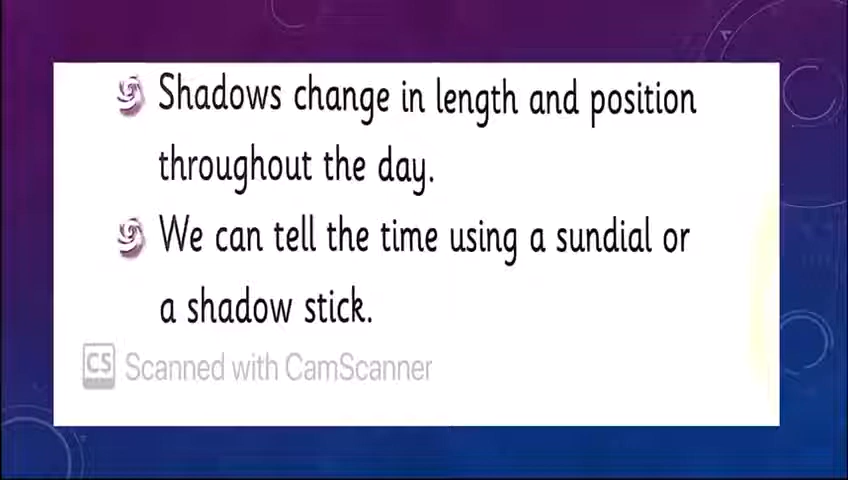 Shadows change in length and position
throughout the day.
We can tell the time using a sundial or
a shadow stick.
CS Scanned with CamScanner